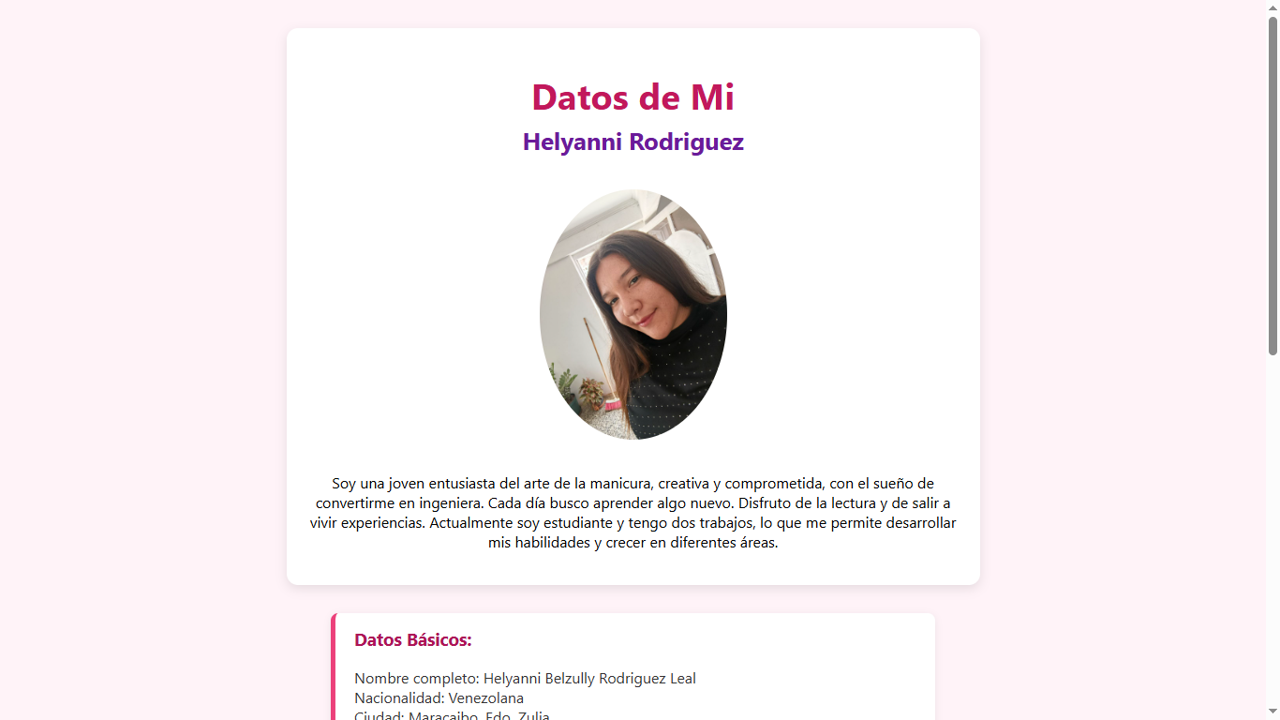 Datos de Mi
Helyanni Rodriguez
Soy una joven entusiasta del arte de la manicura, creativa y comprometida, con el sueño de
convertirme en ingeniera. Cada día busco aprender algo nuevo. Disfruto de la lectura y de salir a
vivir experiencias. Actualmente soy estudiante y tengo dos trabajos, lo que me permite desarrollar
mis habilidades y crecer en diferentes áreas.
Datos Básicos:
Nombre completo: Helyanni Belzully Rodriguez Leal
Nacionalidad: Venezolana
Ciudad: Maracaibo, Edo. Zulia